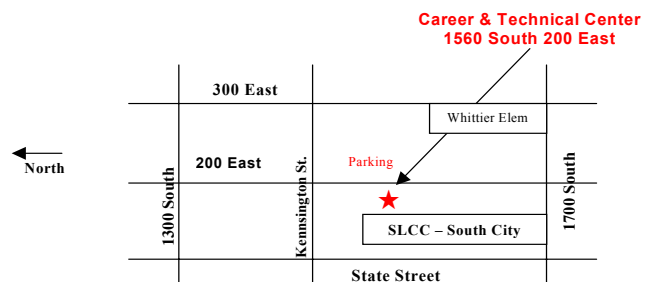 Career & Technical Center
1560 South 200 East
300 East
Whittier Elem
North
200 East
Parking
1300 South
Kennsington St.
1700 South
SLCC – South City
State Street